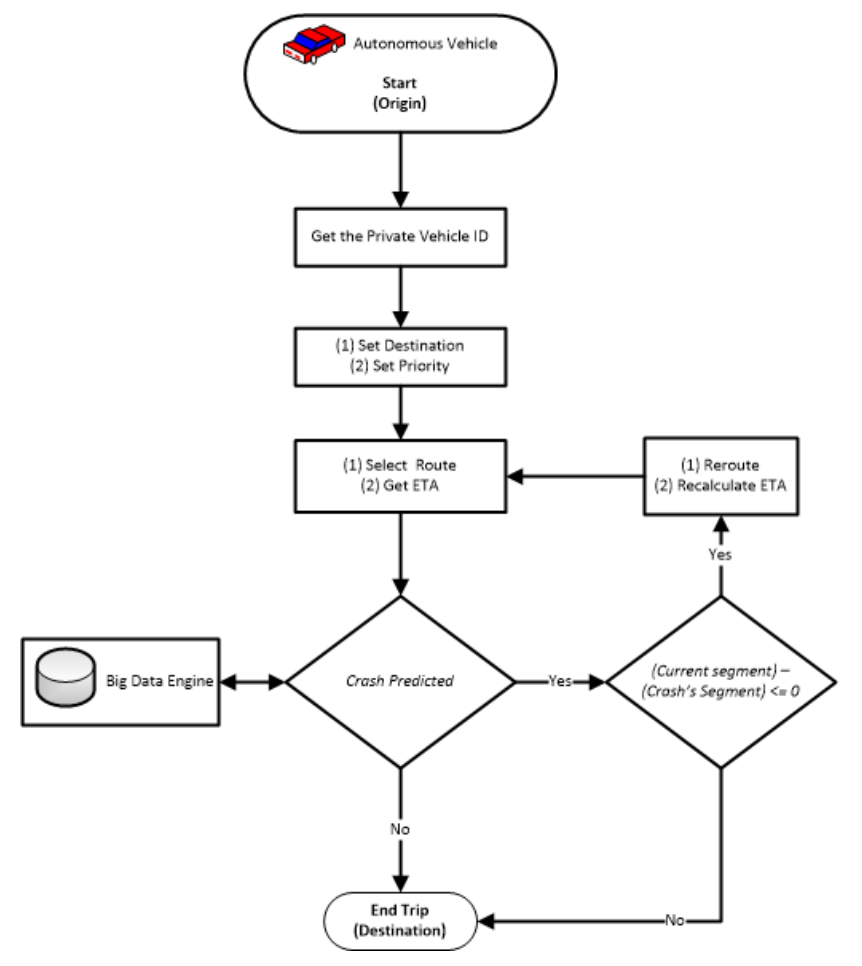 Autonomous Vehicle
Start
(Origin)
Get the Private Vehicle ID
(1) Set Destination
(2) Set Priority
(1) Select Route
(2) Get ETA
(1) Reroute
(2) Recalculate ETA
Yes
Big Data Engine
Crash Predicted
Yes
(Current segment) –
(Crash's Segment) <= 0
No
End Trip
(Destination)
No